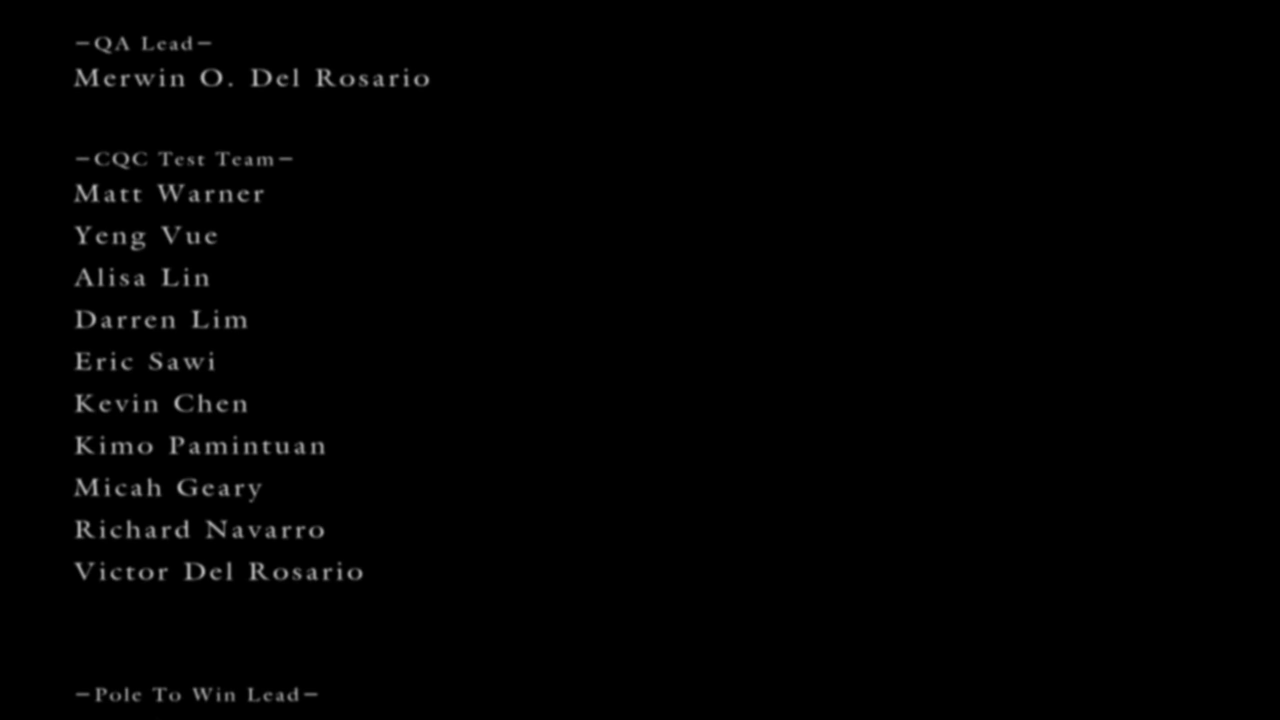 －QA Lead－
Merwin O. Del Rosario
－CQC Test Team－
Matt Warner
Yeng Vue
Alisa Lin
Darren Lim
Eric Sawi
Kevin Chen
Kimo Pamintuan
Micah Geary
Richard Navarro
Victor Del Rosario
－Pole To Win Lead－